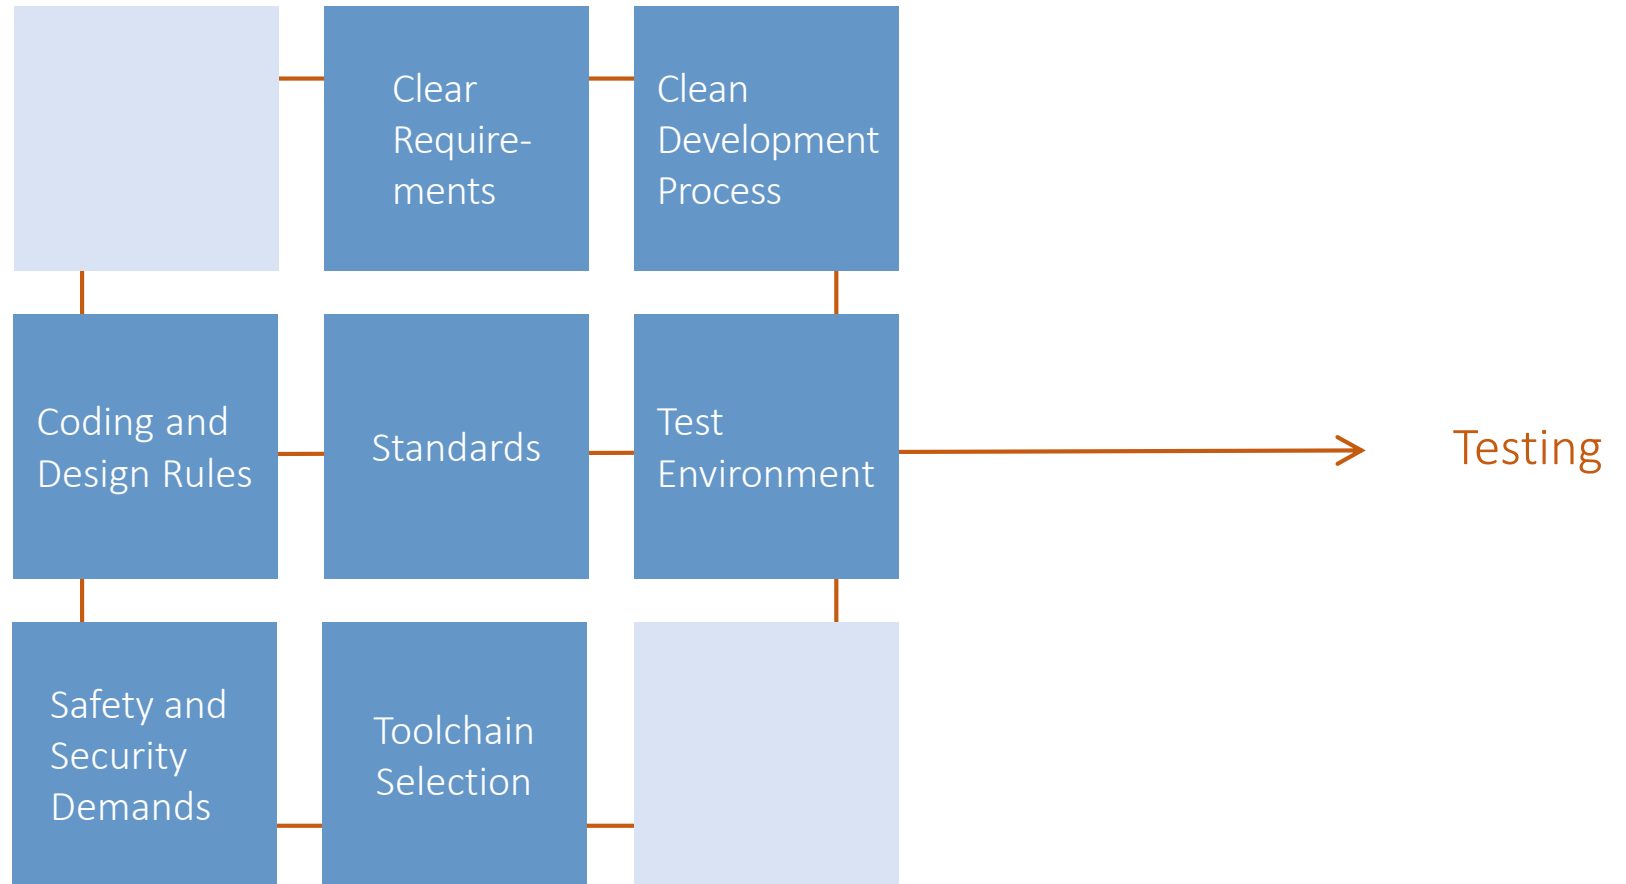 Clear
Require-
ments
Clean
Development
Process
Coding and
Design Rules
Standards
Test
Environment
Testing
Safety and
Security
Demands
Toolchain
Selection